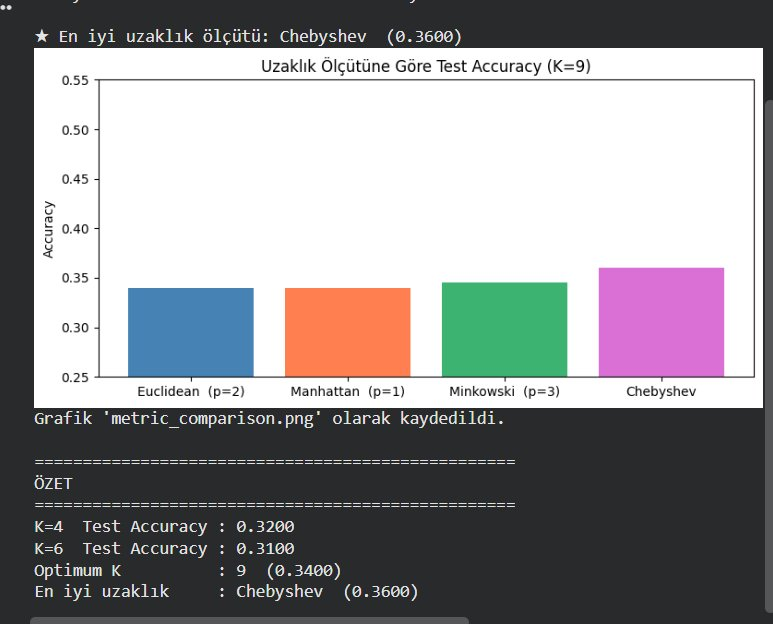 ★ En iyi uzaklık ölçütü: Chebyshev  (0.3600)
Uzaklık Ölçütüne Göre Test Accuracy (K=9)
0.55
0.50
0.45
0.40
0.35
0.30
0.25
Accuracy
Euclidean (p=2)
Manhattan (p=1)
Minkowski (p=3)
Chebyshev
Grafik 'metric_comparison.png' olarak kaydedildi.
==================================================
ÖZET
==================================================
K=4  Test Accuracy : 0.3200
K=6  Test Accuracy : 0.3100
Optimum K          : 9  (0.3400)
En iyi uzaklık     : Chebyshev  (0.3600)